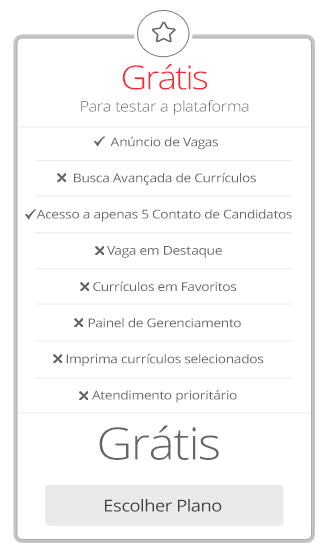 Grátis
Para testar a plataforma
✓ Anúncio de Vagas
✗ Busca Avançada de Currículos
✓ Acesso a apenas 5 Contato de Candidatos
✗ Vaga em Destaque
✗ Currículos em Favoritos
✗ Painel de Gerenciamento
✗ Imprima currículos selecionados
✗ Atendimento prioritário
Grátis
Escolher Plano